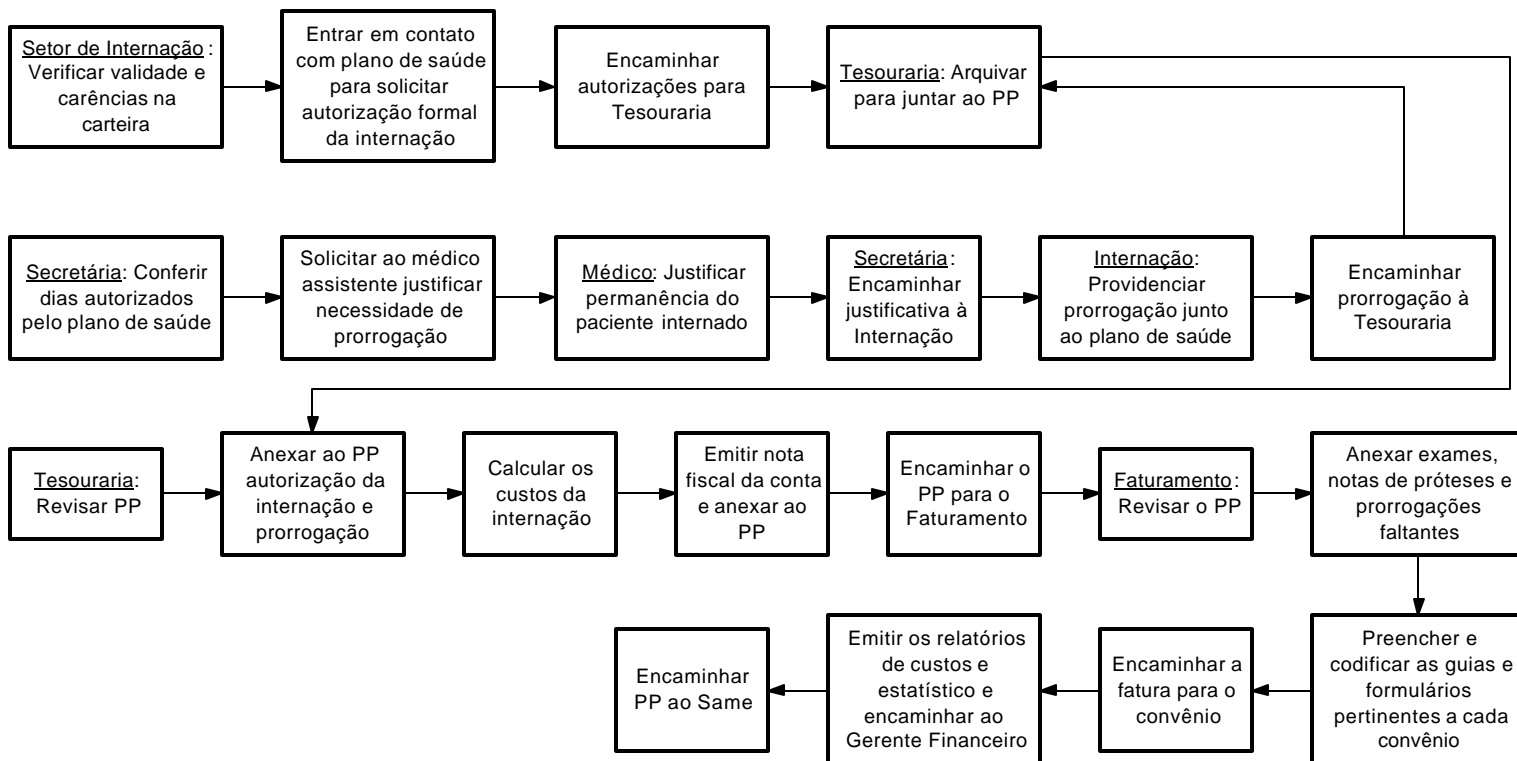 Setor de Internação:
Verificar validade e
carências na
carteira
Entrar em contato
com plano de saúde
para solicitar
autorização formal
da internação
Encaminhar
autorizações para
Tesouraria
Tesouraria: Arquivar
para juntar ao PP
Secretária: Conferir
dias autorizados
pelo plano de saúde
Solicitar ao médico
assistente justificar
necessidade de
prorrogação
Médico: Justificar
permanência do
paciente internado
Secretária:
Encaminhar
justificativa à
Internação
Internação:
Providenciar
prorrogação junto
ao plano de saúde
Encaminhar
prorrogação à
Tesouraria
Tesouraria:
Revisar PP
Anexar ao PP
autorização da
internação e
prorrogação
Calcular os
custos da
internação
Emitir nota
fiscal da conta
e anexar ao
PP
Encaminhar o
PP para o
Faturamento
Faturamento:
Revisar o PP
Anexar exames,
notas de próteses e
prorrogações
faltantes
Preencher e
codificar as guias e
formulários
pertinentes a cada
convênio
Encaminhar a
fatura para o
convênio
Emitir os relatórios
de custos e
estatístico e
encaminhar ao
Gerente Financeiro
Encaminhar
PP ao Same